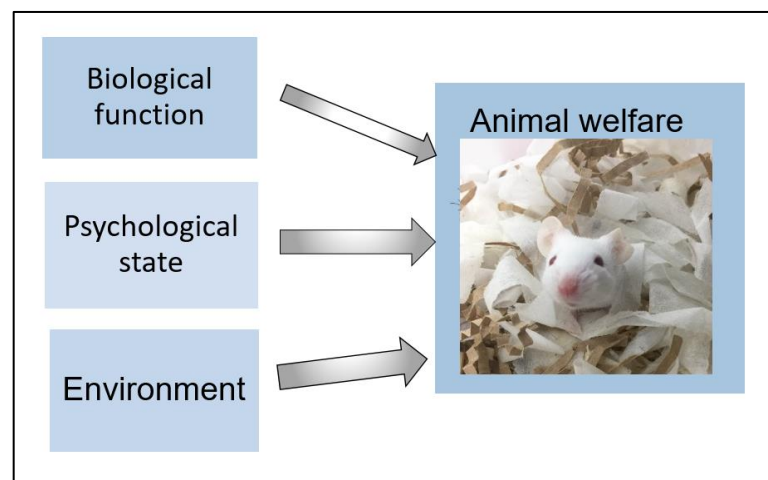 Biological
function
Psychological
state
Environment
Animal welfare